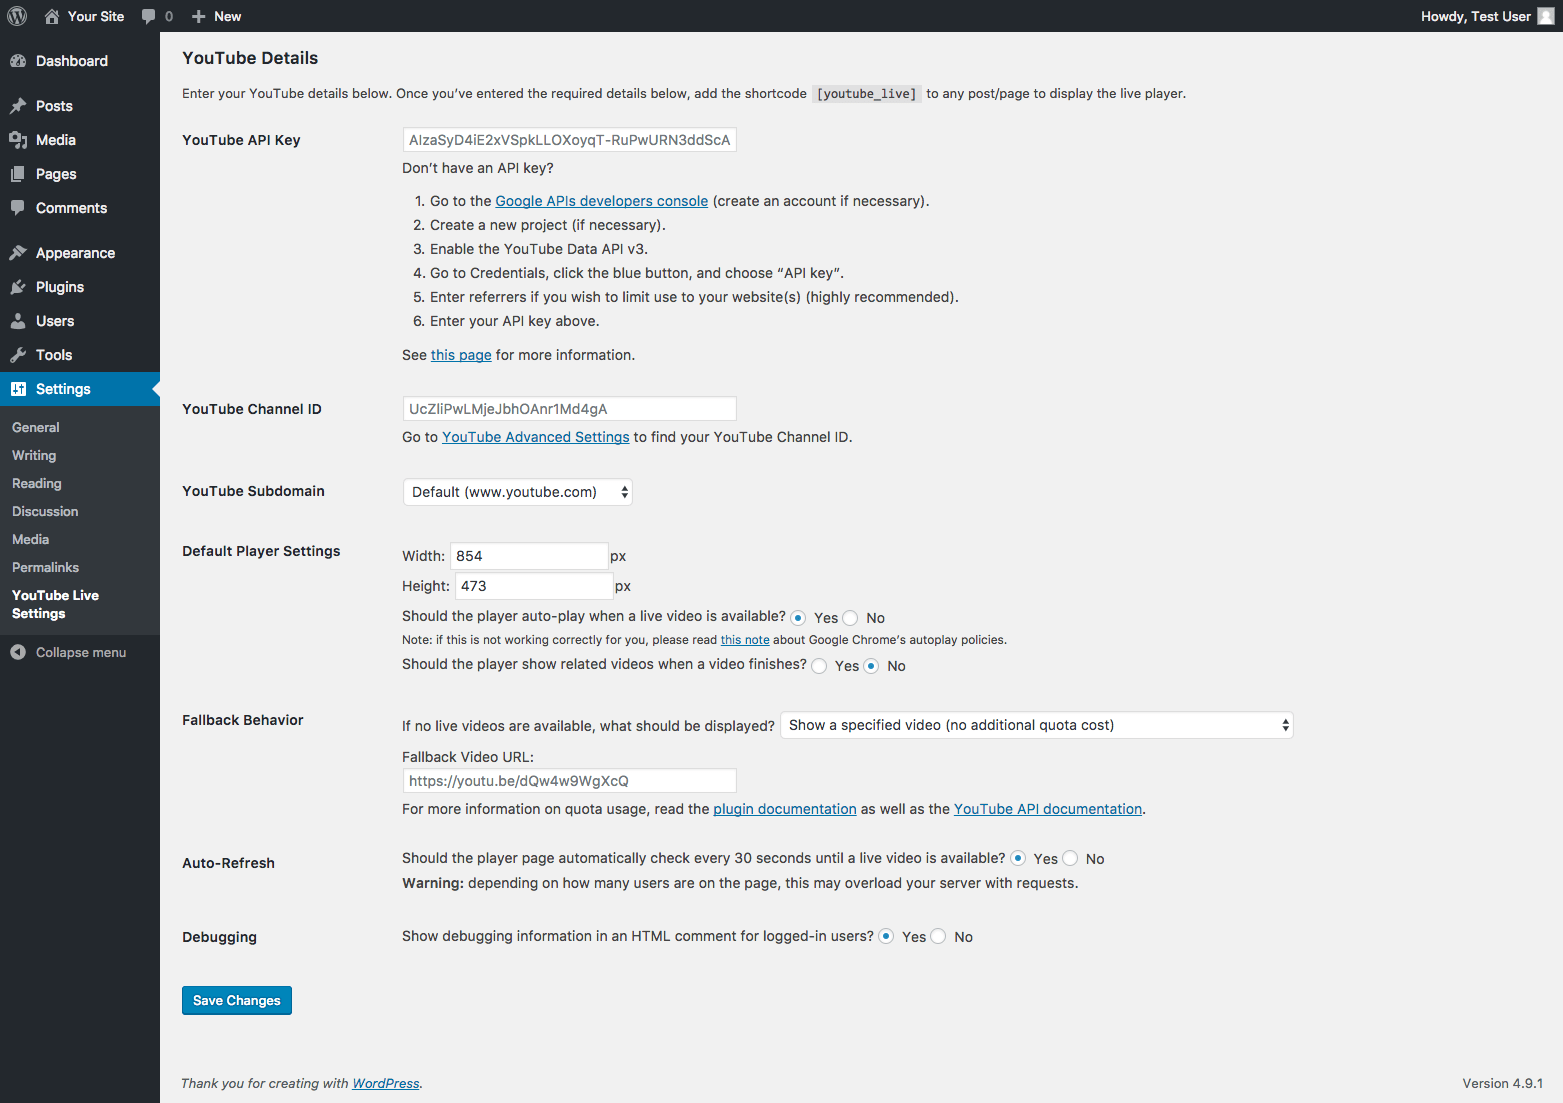 Your Site
0
New
Howdy, Test User
Dashboard
Posts
Media
Pages
Comments
Appearance
Plugins
Users
Tools
Settings
General
Writing
Reading
Discussion
Media
Permalinks
YouTube Live
Settings
Collapse menu
YouTube Details
Enter your YouTube details below. Once you’ve entered the required details below, add the shortcode [youtube_live] to any post/page to display the live player.
YouTube API Key
AIzaSyD4iE2xVSpkLLOXoyqT-RuPwURN3ddScA
Don’t have an API key?
1. Go to the Google APIs developers console (create an account if necessary).
2. Create a new project (if necessary).
3. Enable the YouTube Data API v3.
4. Go to Credentials, click the blue button, and choose “API key”.
5. Enter referrers if you wish to limit use to your website(s) (highly recommended).
6. Enter your API key above.
See this page for more information.
YouTube Channel ID
UcZliPwLMjeJbhOAnr1Md4gA
Go to YouTube Advanced Settings to find your YouTube Channel ID.
YouTube Subdomain
Default (www.youtube.com)
Default Player Settings
Width: 854 px
Height: 473 px
Should the player auto-play when a live video is available? Yes No
Note: if this is not working correctly for you, please read this note about Google Chrome’s autoplay policies.
Should the player show related videos when a video finishes? Yes No
Fallback Behavior
If no live videos are available, what should be displayed? Show a specified video (no additional quota cost)
Fallback Video URL:
https://youtu.be/dQw4w9WgXcQ
For more information on quota usage, read the plugin documentation as well as the YouTube API documentation.
Auto-Refresh
Should the player page automatically check every 30 seconds until a live video is available? Yes No
Warning: depending on how many users are on the page, this may overload your server with requests.
Debugging
Show debugging information in an HTML comment for logged-in users? Yes No
Save Changes
Thank you for creating with WordPress.
Version 4.9.1